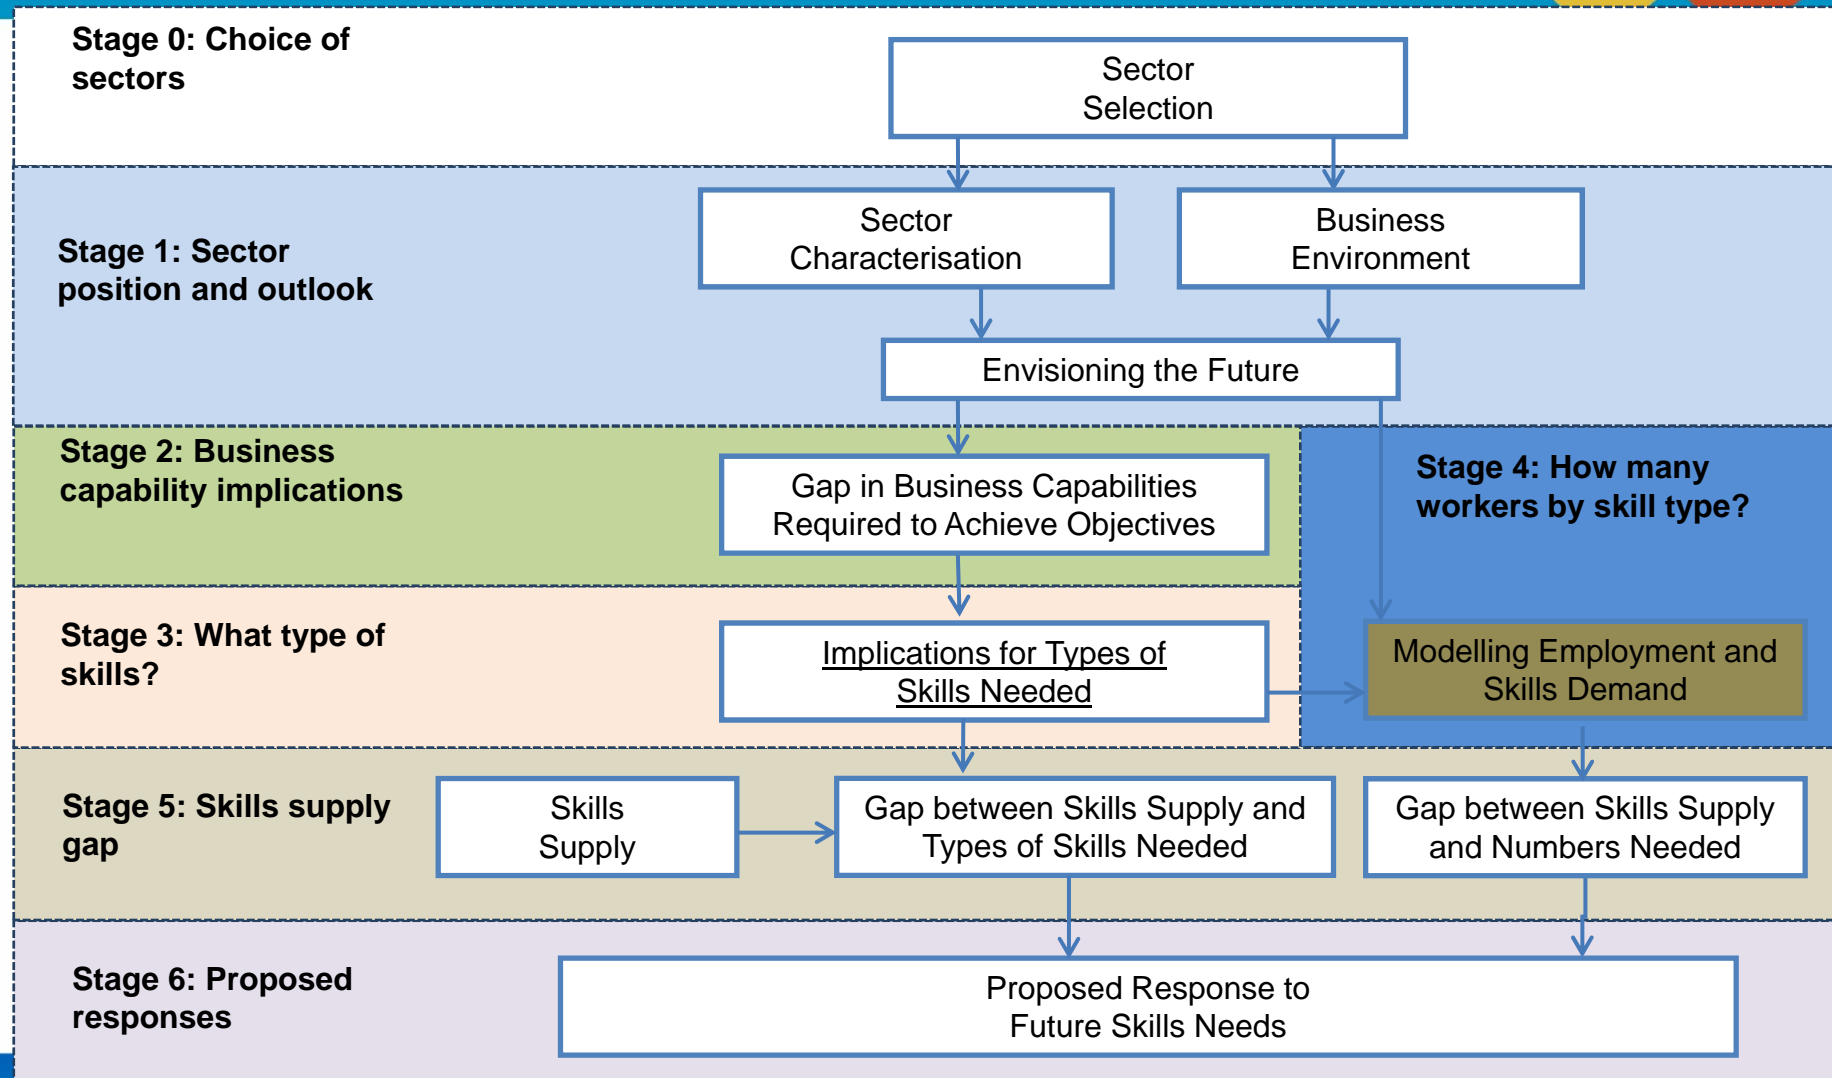 Stage 0: Choice of
sectors
Sector
Selection
Stage 1: Sector
position and outlook
Sector
Characterisation
Business
Environment
Envisioning the Future
Stage 2: Business
capability implications
Gap in Business Capabilities
Required to Achieve Objectives
Stage 4: How many
workers by skill type?
Stage 3: What type of
skills?
Implications for Types of
Skills Needed
Modelling Employment and
Skills Demand
Stage 5: Skills supply
gap
Skills
Supply
Gap between Skills Supply and
Types of Skills Needed
Gap between Skills Supply
and Numbers Needed
Stage 6: Proposed
responses
Proposed Response to
Future Skills Needs